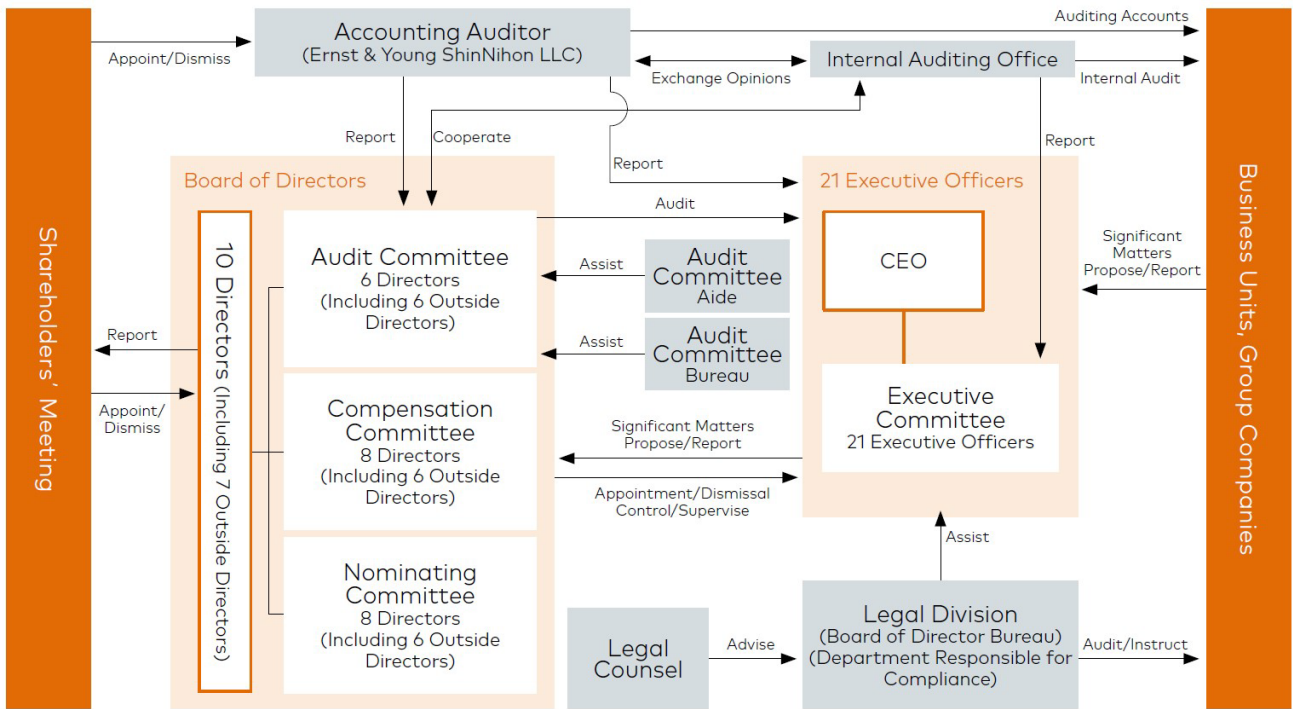 Shareholders' Meeting
Appoint/Dismiss
Accounting Auditor
(Ernst & Young ShinNihon LLC)
Auditing Accounts
Exchange Opinions
Internal Auditing Office
Internal Audit
Report
Cooperate
Report
Report
Board of Directors
10 Directors (Including 7 Outside Directors)
Audit Committee
6 Directors
(Including 6 Outside
Directors)
Compensation
Committee
8 Directors
(Including 6 Outside
Directors)
Nominating
Committee
8 Directors
(Including 6 Outside
Directors)
Report
Appoint/
Dismiss
Audit
Assist
Audit
Committee
Aide
Assist
Audit
Committee
Bureau
Significant Matters
Propose/Report
Appointment/Dismissal
Control/Supervise
21 Executive Officers
CEO
Executive
Committee
21 Executive Officers
Significant
Matters
Propose/Report
Assist
Legal
Counsel
Advise
Legal Division
(Board of Director Bureau)
(Department Responsible for
Compliance)
Audit/Instruct
Business Units, Group Companies